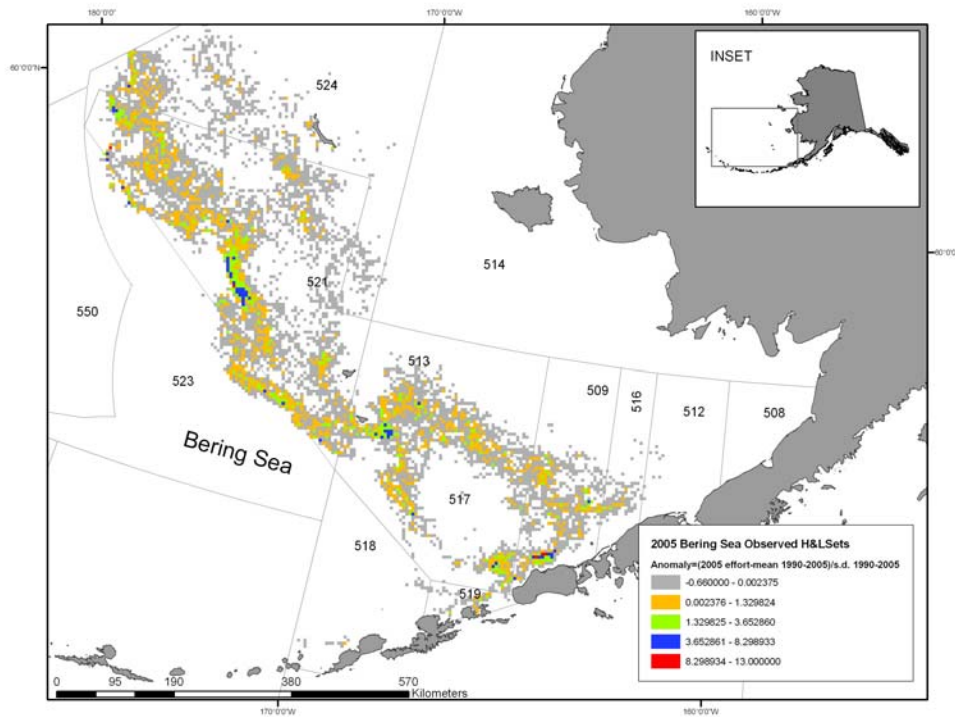 180°0'0"
170°0'0"W
160°0'0"W
60°0'0"N
INSET
524
514
60°0'0"N
521
550
513
523
509
516
512
508
Bering Sea
517
518
519
2005 Bering Sea Observed H&LSets
Anomaly=(2005 effort-mean 1990-2005)/s.d. 1990-2005
-0.660000 - 0.002375
0.002376 - 1.329824
1.329825 - 3.652860
3.652861 - 8.298933
8.298934 - 13.000000
0 95 190 380 570
Kilometers
170°0'0"W
160°0'0"W